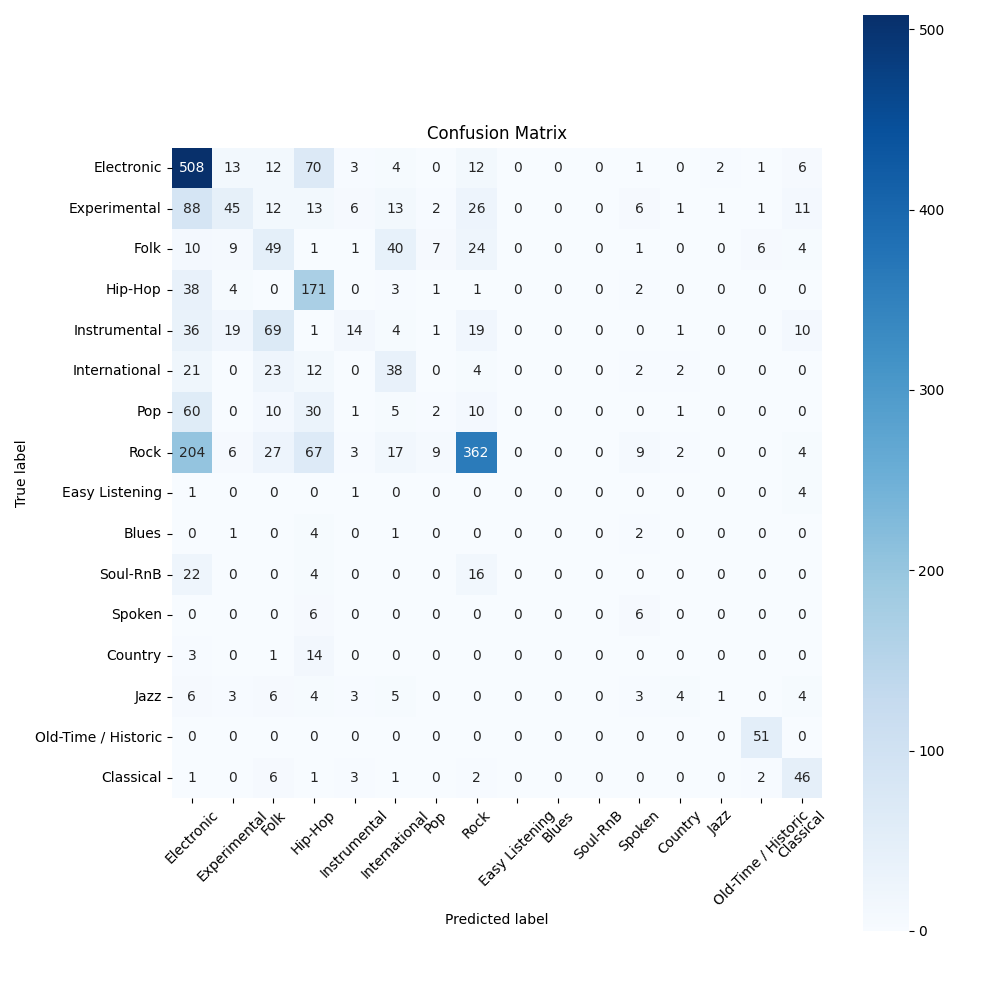 Confusion Matrix
Electronic 508 13 12 70 3 4 0 12 0 0 0 1 0 2 1 6
Experimental 88 45 12 13 6 13 2 26 0 0 0 6 1 1 1 11
Folk 10 9 49 1 1 40 7 24 0 0 0 1 0 0 6 4
Hip-Hop 38 4 0 171 0 3 1 1 0 0 0 2 0 0 0 0
Instrumental 36 19 69 1 14 4 1 19 0 0 0 0 1 0 0 10
International 21 0 23 12 0 38 0 4 0 0 0 2 2 0 0 0
Pop 60 0 10 30 1 5 2 10 0 0 0 0 1 0 0 0
Rock 204 6 27 67 3 17 9 362 0 0 0 9 2 0 0 4
Easy Listening 1 0 0 0 1 0 0 0 0 0 0 0 0 0 0 4
Blues 0 1 0 4 0 1 0 0 0 0 0 2 0 0 0 0
Soul-RnB 22 0 0 4 0 0 0 16 0 0 0 0 0 0 0 0
Spoken 0 0 0 6 0 0 0 0 0 0 0 6 0 0 0 0
Country 3 0 1 14 0 0 0 0 0 0 0 0 0 0 0 0
Jazz 6 3 6 4 3 5 0 0 0 0 0 3 4 1 0 4
Old-Time / Historic 0 0 0 0 0 0 0 0 0 0 0 0 0 0 51 0
Classical 1 0 6 1 3 1 0 2 0 0 0 0 0 0 2 46
Electronic
Experimental
Folk
Hip-Hop
Instrumental
International
Pop
Rock
Easy Listening
Blues
Soul-RnB
Spoken
Country
Jazz
Old-Time / Historic
Classical
Predicted label
True label
500
400
300
200
100
0